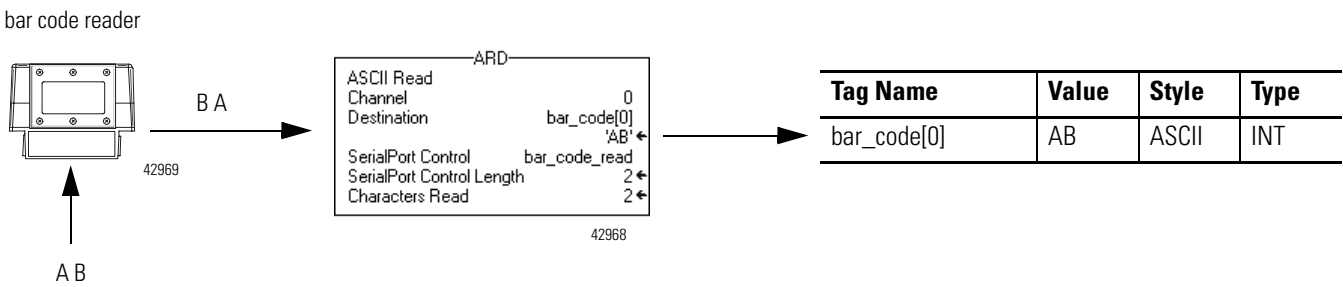 bar code reader
A B
42969
B A
ARD
ASCII Read
Channel 0
Destination bar_code[0]
'AB'
SerialPort Control bar_code_read
SerialPort Control Length 2
Characters Read 2
42968
Tag Name Value Style Type
bar_code[0] AB ASCII INT